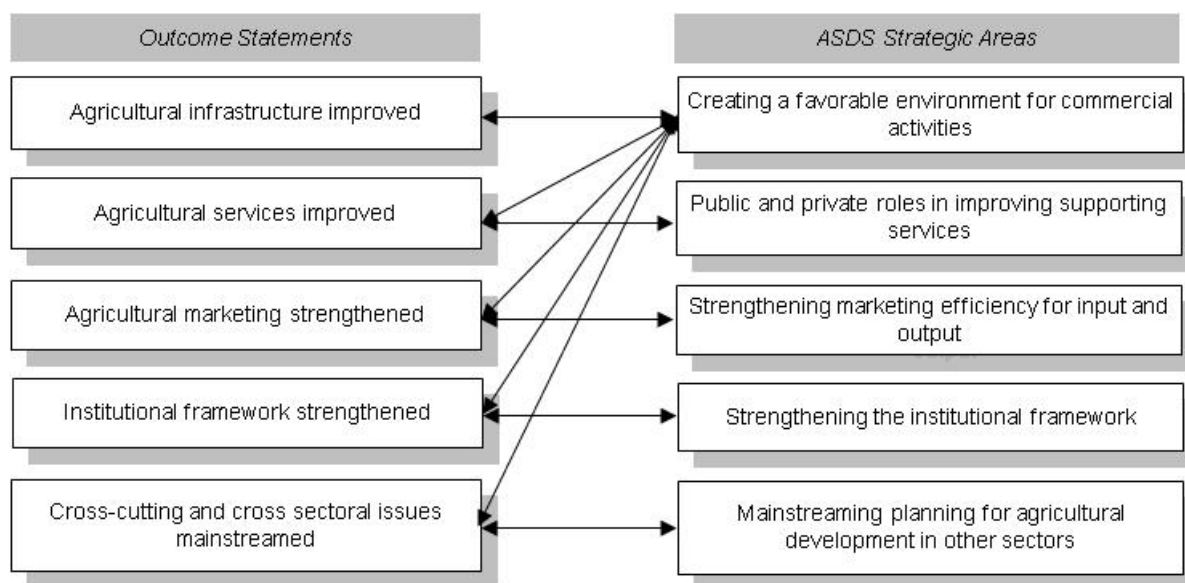 Outcome Statements
ASDS Strategic Areas
Agricultural infrastructure improved
Creating a favorable environment for commercial
activities
Agricultural services improved
Public and private roles in improving supporting
services
Agricultural marketing strengthened
Strengthening marketing efficiency for input and
output
Institutional framework strengthened
Strengthening the institutional framework
Cross-cutting and cross sectoral issues
mainstreamed
Mainstreaming planning for agricultural
development in other sectors